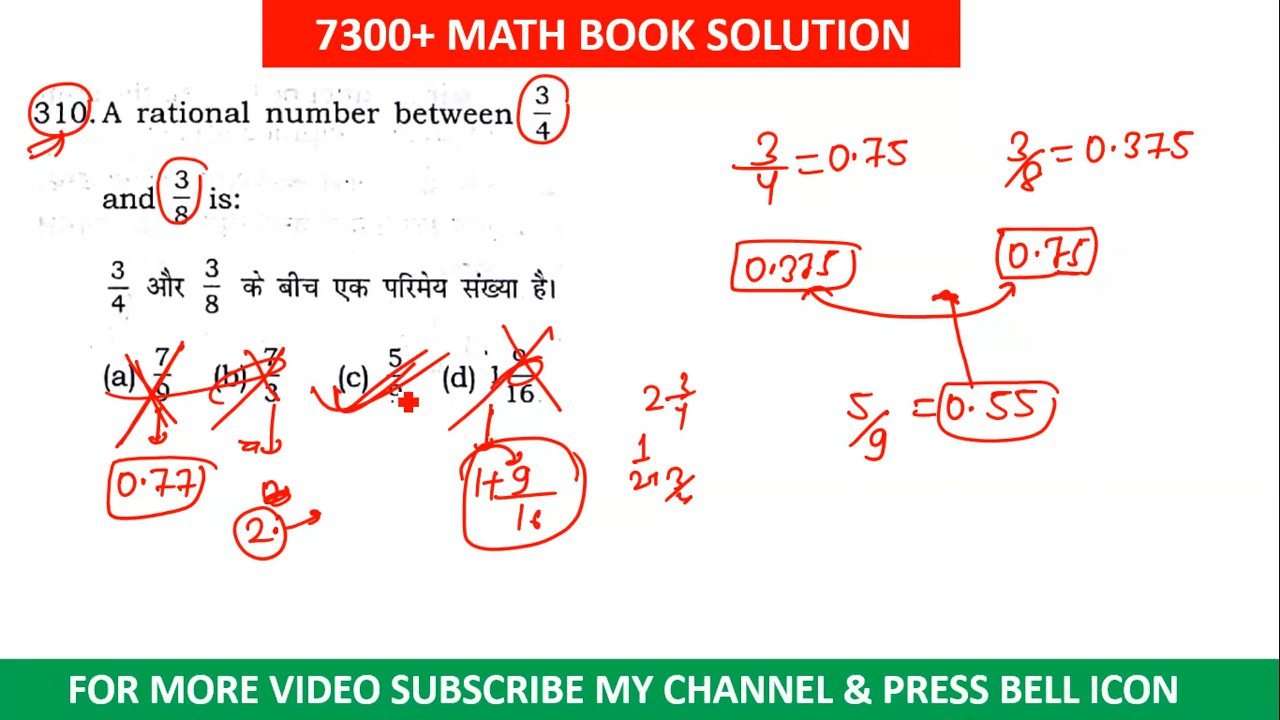 7300+ MATH BOOK SOLUTION
310. A rational number between 3/4
and 3/8 is:
3/4 और 3/8 के बीच एक परिमेय संख्या है।
(a) 7/9 (b) 7/3 (c) 5/9 (d) 1 9/16
0.77
2.
1+9/16
3/4 = 0.75
3/8 = 0.375
0.375
0.75
2 3/4
5/9 = 0.55
FOR MORE VIDEO SUBSCRIBE MY CHANNEL & PRESS BELL ICON